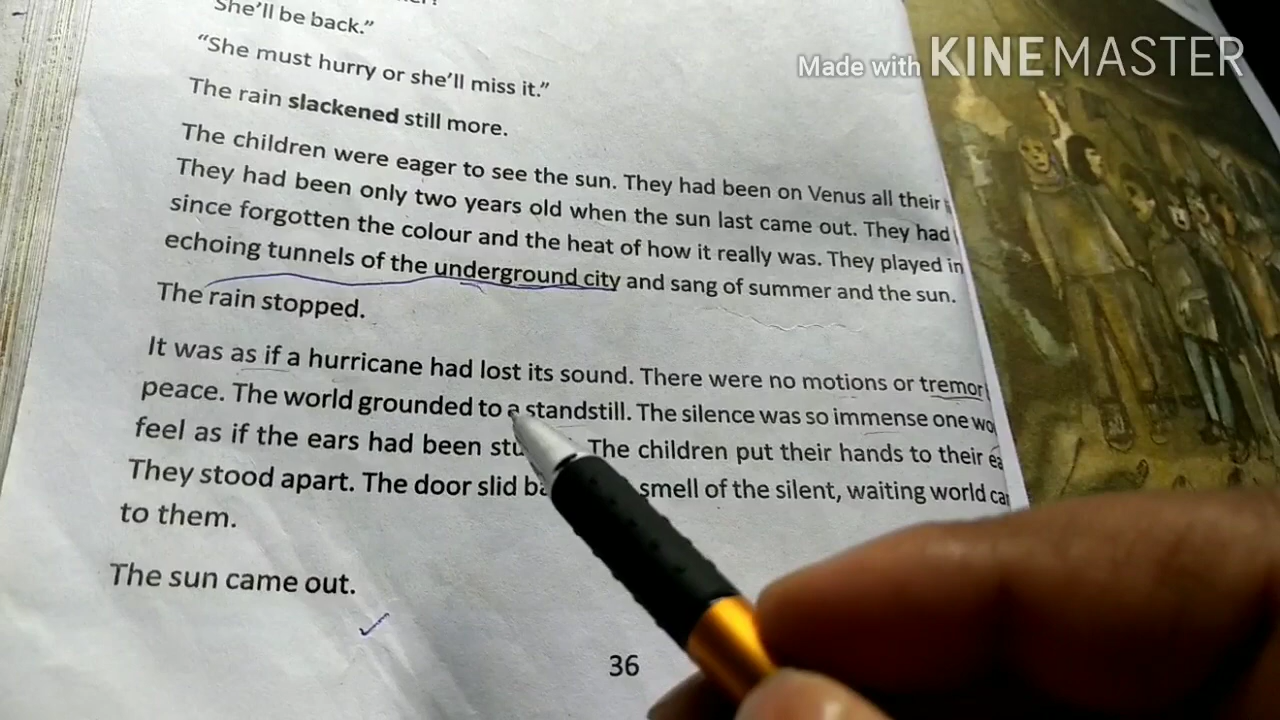 She'll be back."
"She must hurry or she'll miss it."
The rain slackened still more.
The children were eager to see the sun. They had been on Venus all their
They had been only two years old when the sun last came out. They had
since forgotten the colour and the heat of how it really was. They played in
echoing tunnels of the underground city and sang of summer and the sun.
The rain stopped.
It was as if a hurricane had lost its sound. There were no motions or tremor
peace. The world grounded to a standstill. The silence was so immense one
feel as if the ears had been The children put their hands to their
They stood apart. The door slid smell of the silent, waiting world
to them.
The sun came out.
36
Made with KINEMASTER